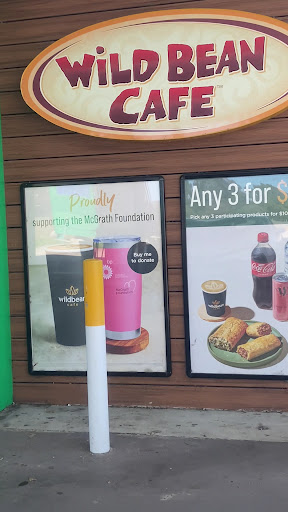 WiLD BEAN
CAFE™
Proudly
supporting the McGrath Foundation
Buy me
to donate
wildbean
cafe
Any 3 for $
Pick any 3 participating products for $10
Coca-Cola